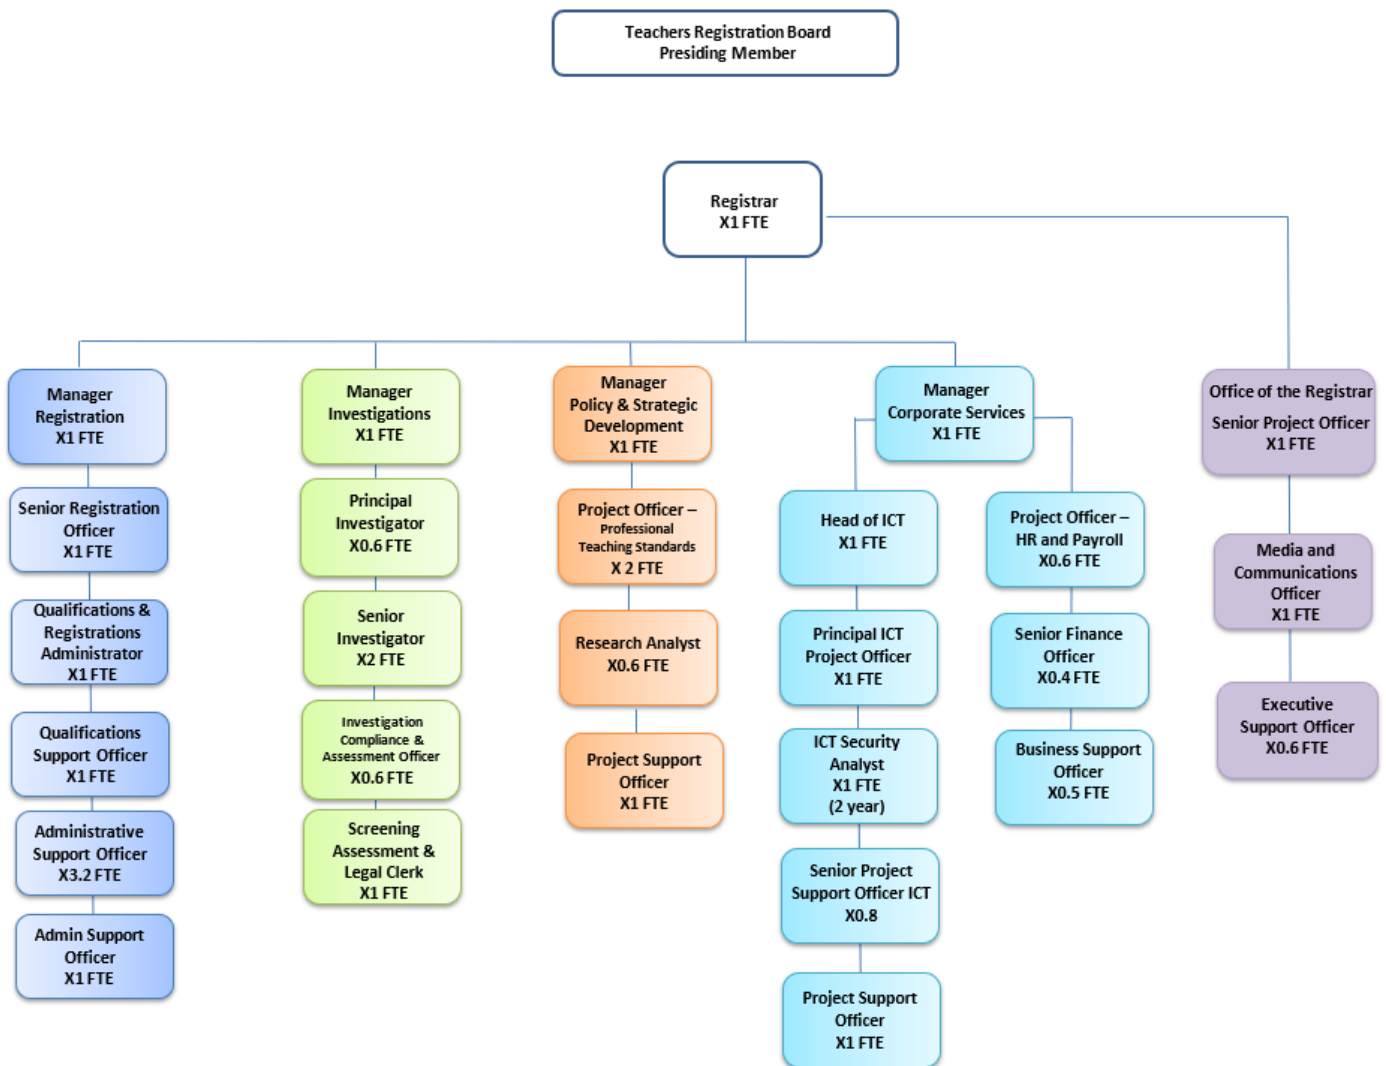 Teachers Registration Board
Presiding Member
Registrar
X1 FTE
Manager
Registration
X1 FTE
Senior Registration
Officer
X1 FTE
Qualifications &
Registrations
Administrator
X1 FTE
Qualifications
Support Officer
X1 FTE
Administrative
Support Officer
X3.2 FTE
Admin Support
Officer
X1 FTE
Manager
Investigations
X1 FTE
Principal
Investigator
X0.6 FTE
Senior
Investigator
X2 FTE
Investigation
Compliance &
Assessment Officer
X0.6 FTE
Screening
Assessment &
Legal Clerk
X1 FTE
Manager
Policy & Strategic
Development
X1 FTE
Project Officer –
Professional
Teaching Standards
X 2 FTE
Research Analyst
X0.6 FTE
Project Support
Officer
X1 FTE
Manager
Corporate Services
X1 FTE
Head of ICT
X1 FTE
Principal ICT
Project Officer
X1 FTE
ICT Security
Analyst
X1 FTE
(2 year)
Senior Project
Support Officer ICT
X0.8
Project Support
Officer
X1 FTE
Project Officer –
HR and Payroll
X0.6 FTE
Senior Finance
Officer
X0.4 FTE
Business Support
Officer
X0.5 FTE
Office of the Registrar
Senior Project Officer
X1 FTE
Media and
Communications
Officer
X1 FTE
Executive
Support Officer
X0.6 FTE